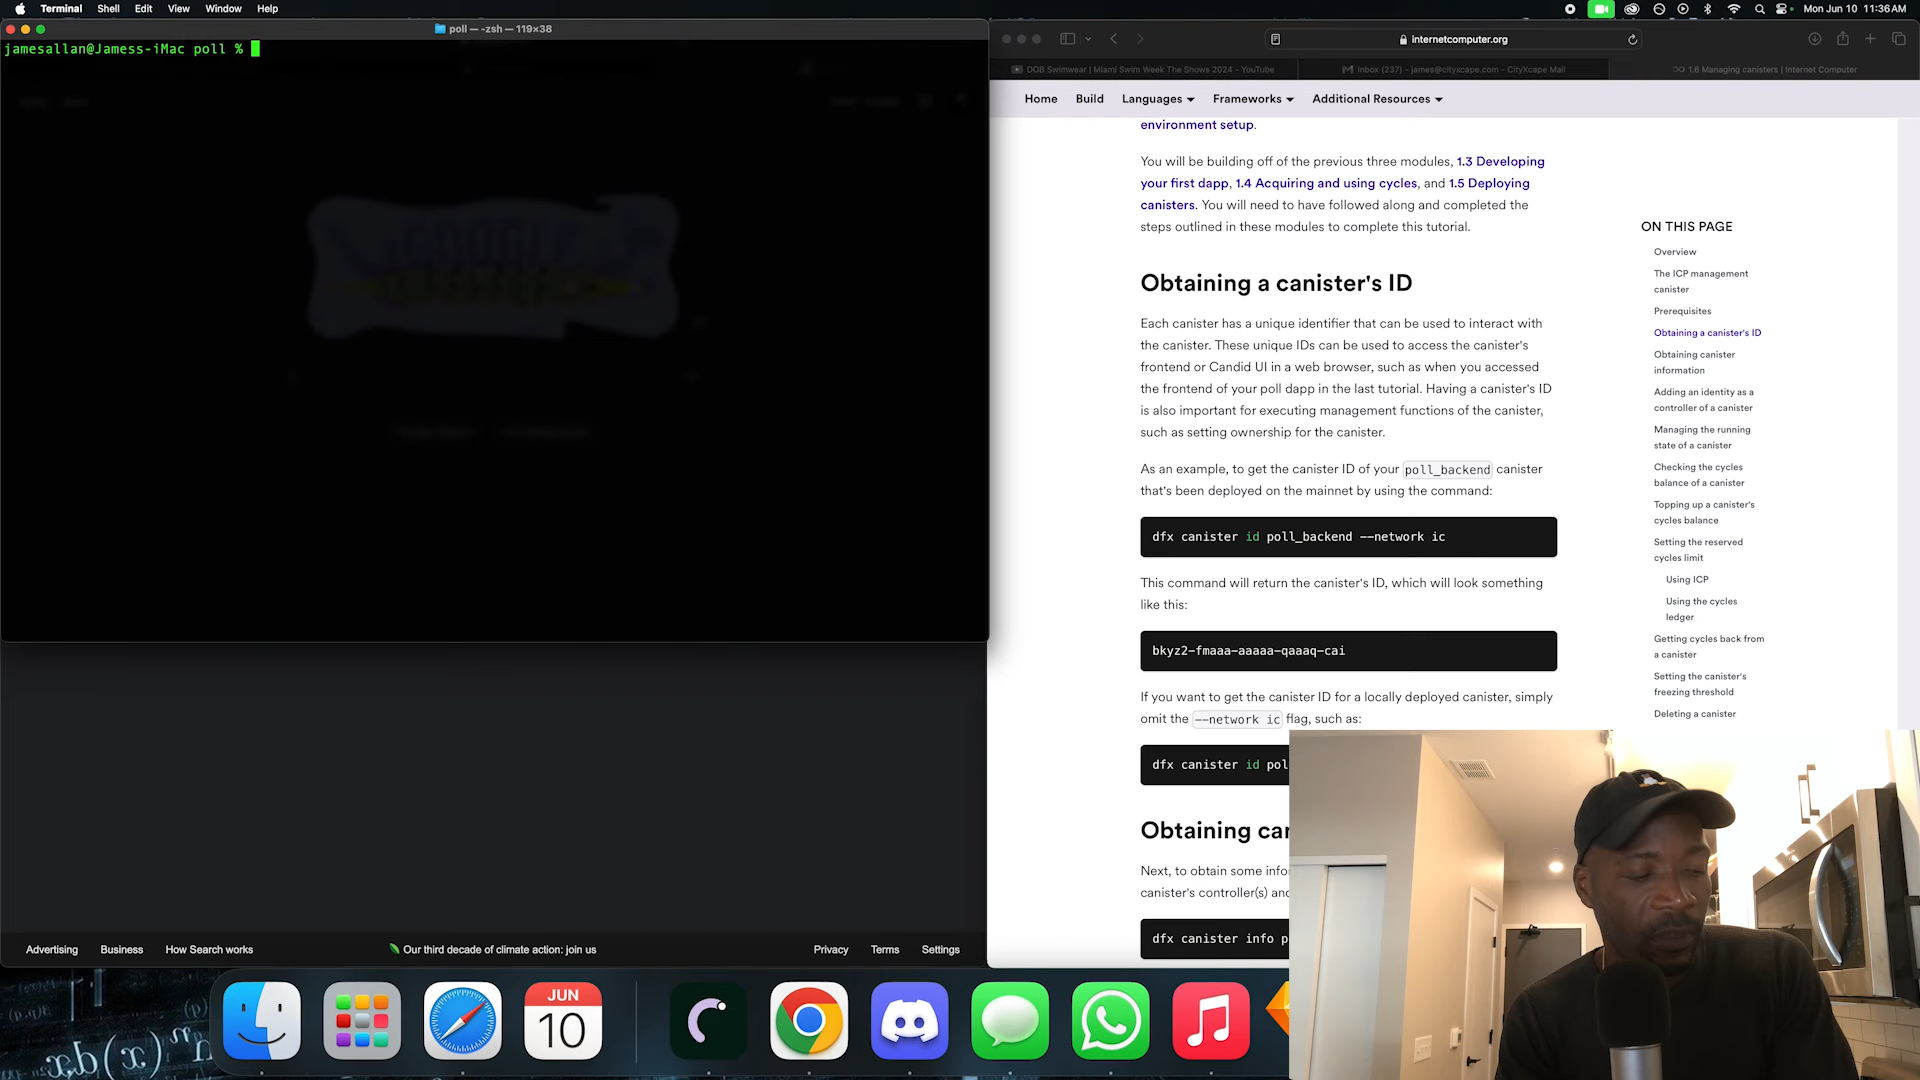 Terminal Shell Edit View Window Help
Mon Jun 10 11:36 AM
poll — -zsh — 119×38
jamesallan@Jamess-iMac poll %
internetcomputer.org
DOB Swimwear | Miami Swim Week The Shows 2024 - YouTube
Inbox (237) - james@cityxcape.com - CityXcape Mail
1.6 Managing canisters | Internet Computer
Home Build Languages Frameworks Additional Resources
environment setup.
You will be building off of the previous three modules, 1.3 Developing
your first dapp, 1.4 Acquiring and using cycles, and 1.5 Deploying
canisters. You will need to have followed along and completed the
steps outlined in these modules to complete this tutorial.
Obtaining a canister's ID
Each canister has a unique identifier that can be used to interact with
the canister. These unique IDs can be used to access the canister's
frontend or Candid UI in a web browser, such as when you accessed
the frontend of your poll dapp in the last tutorial. Having a canister's ID
is also important for executing management functions of the canister,
such as setting ownership for the canister.
As an example, to get the canister ID of your poll_backend canister
that's been deployed on the mainnet by using the command:
dfx canister id poll_backend --network ic
This command will return the canister's ID, which will look something
like this:
bkyz2-fmaaa-aaaaa-qaaaq-cai
If you want to get the canister ID for a locally deployed canister, simply
omit the --network ic flag, such as:
dfx canister id pol
Obtaining can
Next, to obtain some info
canister's controller(s) and
dfx canister info p
ON THIS PAGE
Overview
The ICP management
canister
Prerequisites
Obtaining a canister's ID
Obtaining canister
information
Adding an identity as a
controller of a canister
Managing the running
state of a canister
Checking the cycles
balance of a canister
Topping up a canister's
cycles balance
Setting the reserved
cycles limit
Using ICP
Using the cycles
ledger
Getting cycles back from
a canister
Setting the canister's
freezing threshold
Deleting a canister
Advertising Business How Search works
Our third decade of climate action: join us
Privacy Terms Settings
JUN
10